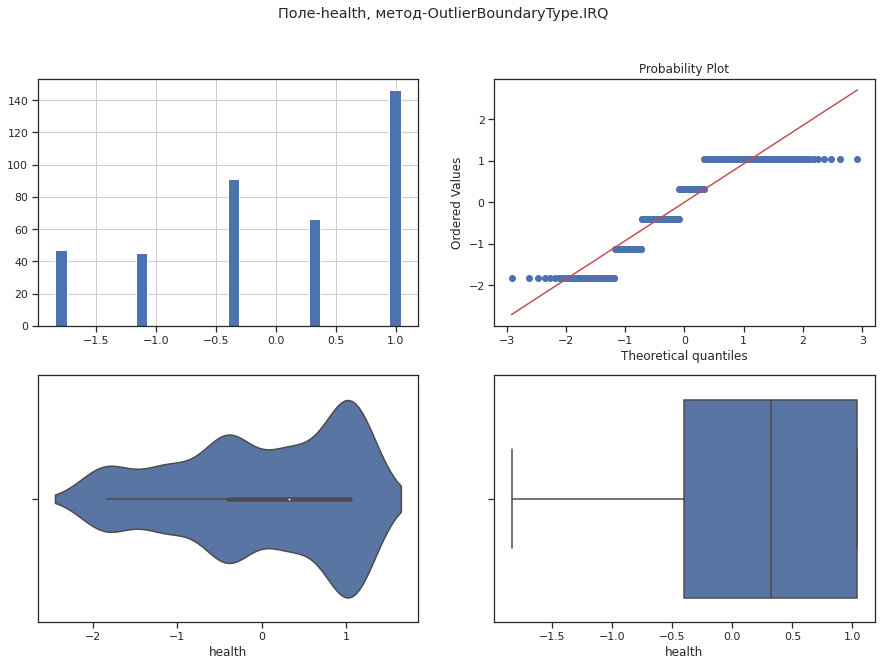 Поле-health, метод-OutlierBoundaryType.IRQ
140
120
100
80
60
40
20
0
−1.5 −1.0 −0.5 0.0 0.5 1.0
Probability Plot
Ordered Values
2
1
0
−1
−2
−3 −2 −1 0 1 2 3
Theoretical quantiles
−2 −1 0 1
health
−1.5 −1.0 −0.5 0.0 0.5 1.0
health